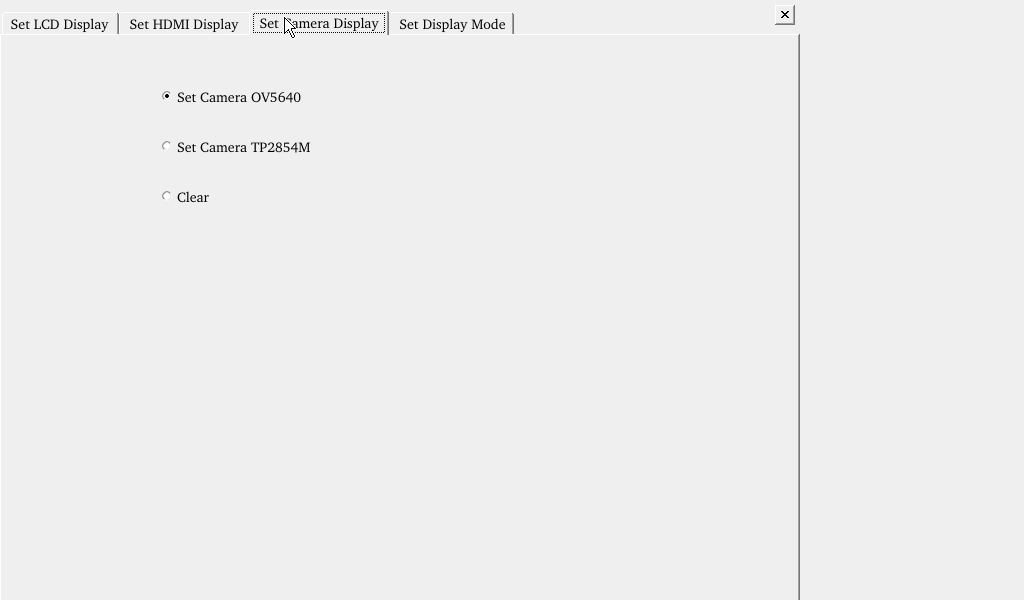 Set LCD Display Set HDMI Display Set Camera Display Set Display Mode
Set Camera OV5640
Set Camera TP2854M
Clear